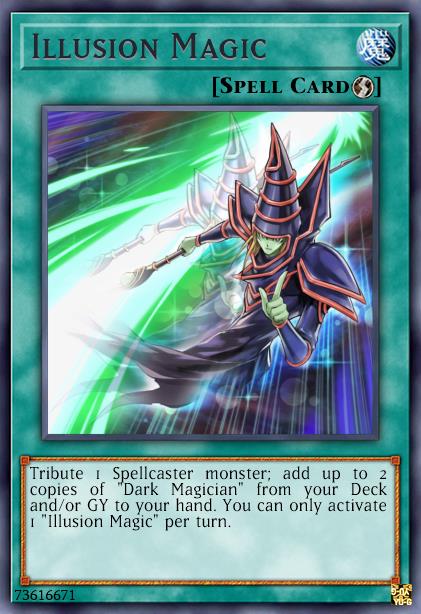 Illusion Magic
魔
[Spell Card]
Tribute 1 Spellcaster monster; add up to 2
copies of "Dark Magician" from your Deck
and/or GY to your hand. You can only activate
1 "Illusion Magic" per turn.
73616671